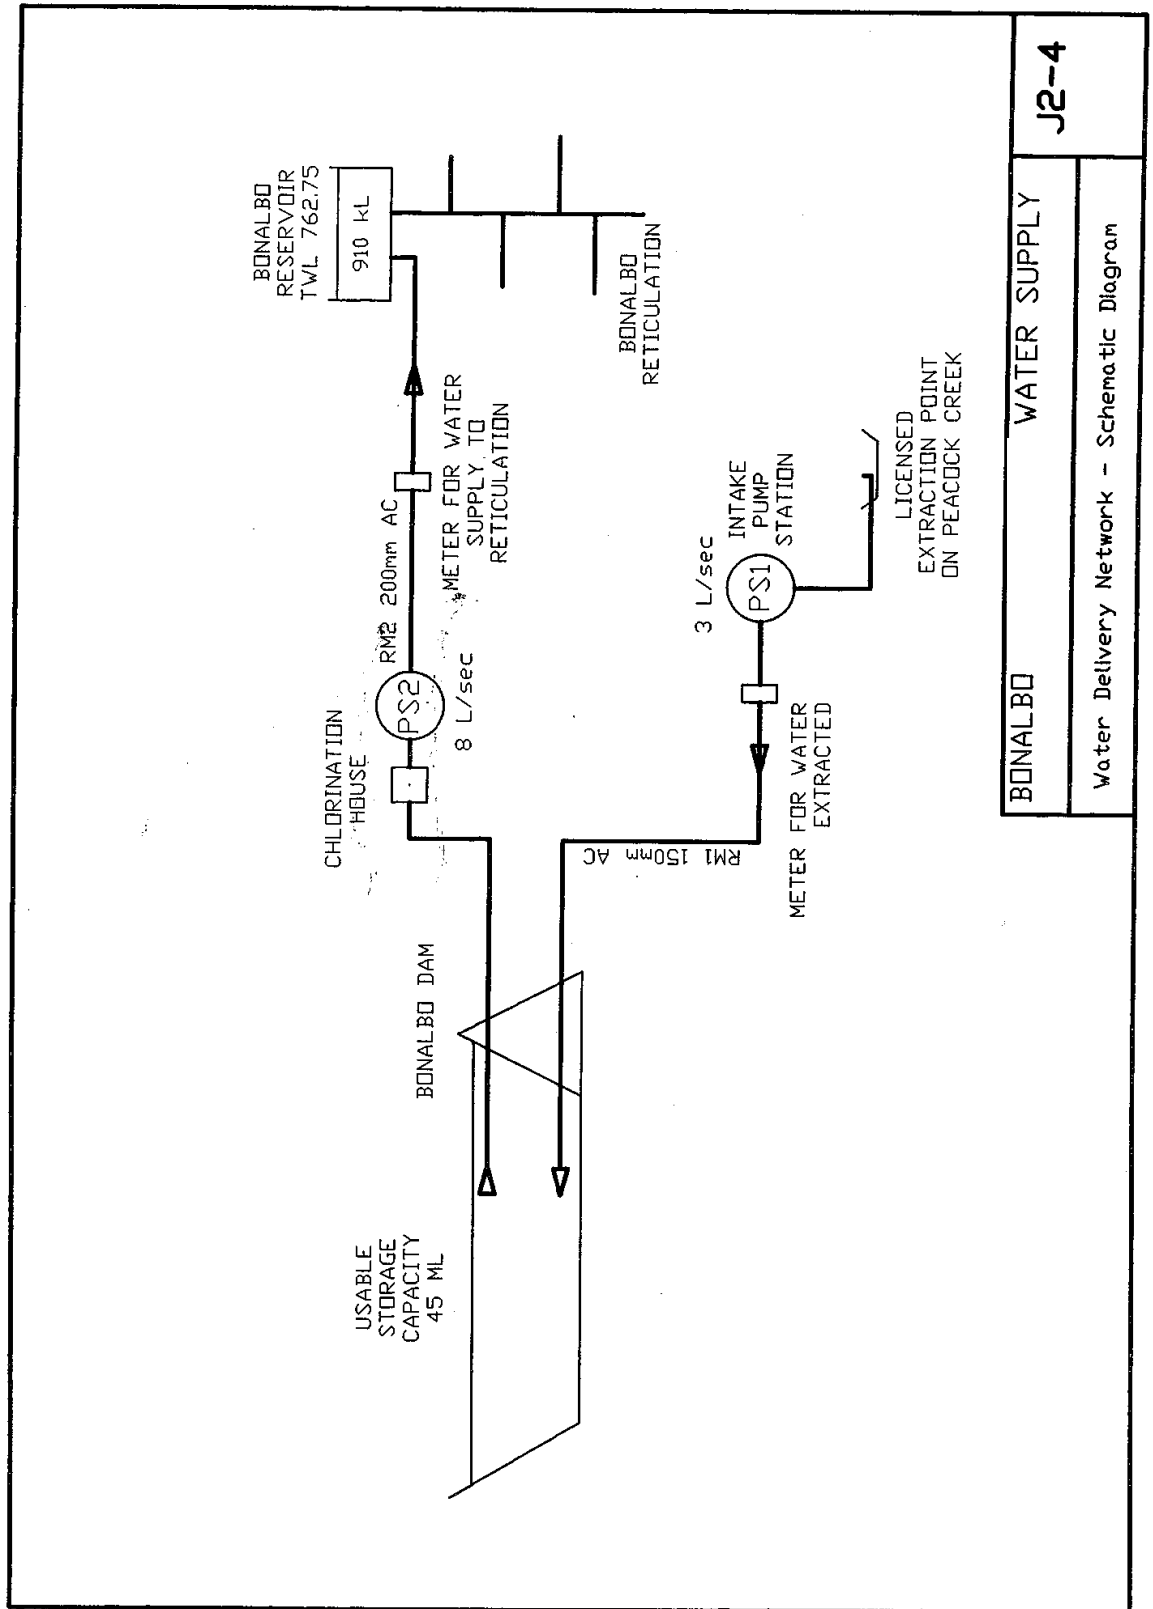 BONALBO
RESERVOIR
TWL 762.75
910 kL
CHLORINATION
HOUSE
RM2 200mm AC
PS2
8 L/sec
METER FOR WATER
SUPPLY TO
RETICULATION
BONALBO
RETICULATION
USABLE
STORAGE
CAPACITY
45 ML
BONALBO DAM
RM1 150mm AC
3 L/sec
PS1
INTAKE
PUMP
STATION
METER FOR WATER
EXTRACTED
LICENSED
EXTRACTION POINT
ON PEACOCK CREEK
BONALBO WATER SUPPLY
J2-4
Water Delivery Network - Schematic Diagram